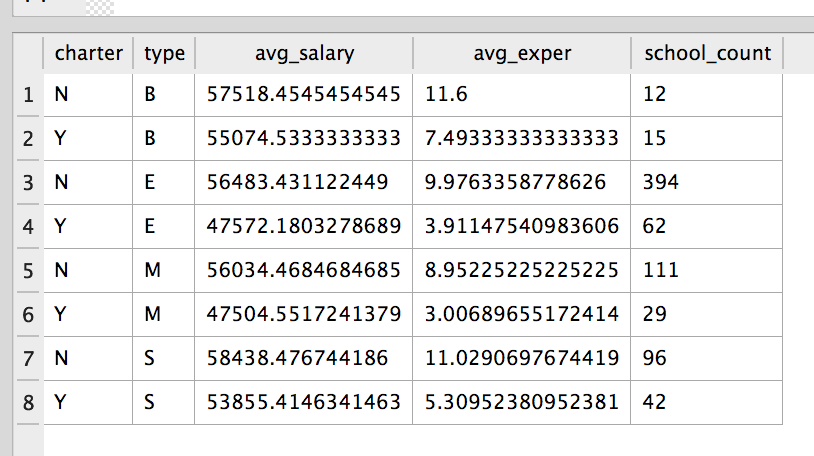 charter type avg_salary avg_exper school_count
1 N B 57518.4545454545 11.6 12
2 Y B 55074.5333333333 7.49333333333333 15
3 N E 56483.431122449 9.9763358778626 394
4 Y E 47572.1803278689 3.91147540983606 62
5 N M 56034.4684684685 8.95225225225225 111
6 Y M 47504.5517241379 3.00689655172414 29
7 N S 58438.476744186 11.0290697674419 96
8 Y S 53855.4146341463 5.30952380952381 42